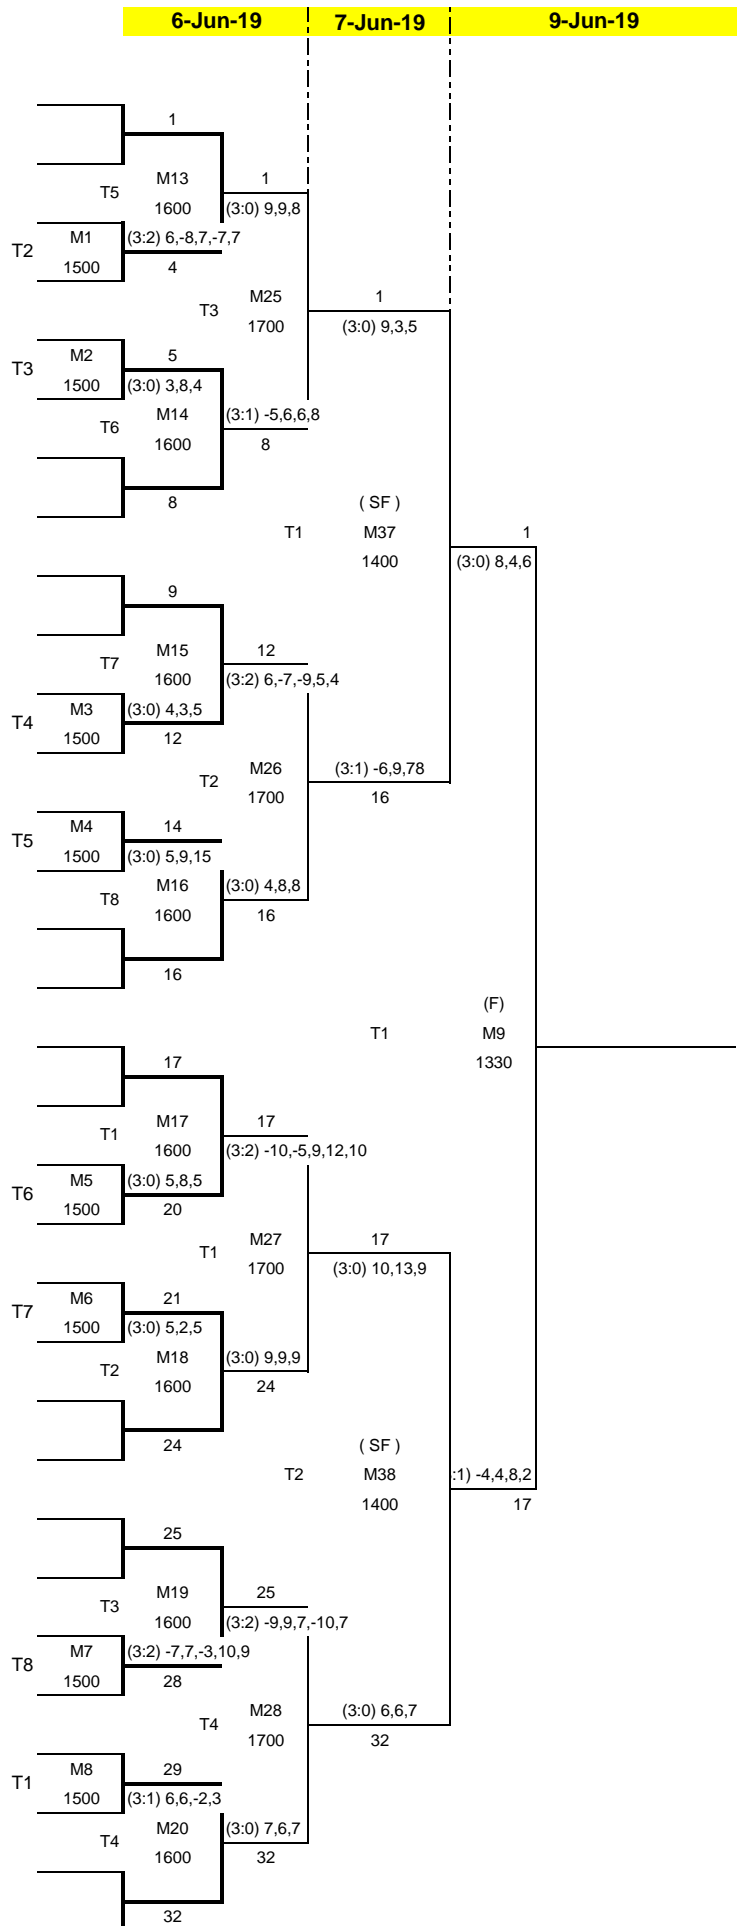 6-Jun-19 7-Jun-19 9-Jun-19
1
M13 1
T5
1600 (3:0) 9,9,8
M1 (3:2) 6,-8,7,-7,7
T2
1500 4
M25 1
T3
1700 (3:0) 9,3,5
M2 5
T3
1500 (3:0) 3,8,4
M14 (3:1) -5,6,6,8
T6
1600 8
8 ( SF )
T1 M37 1
1400 (3:0) 8,4,6
9
M15 12
T7
1600 (3:2) 6,-7,-9,5,4
M3 (3:0) 4,3,5
T4
1500 12
M26 (3:1) -6,9,78
T2
1700 16
M4 14
T5
1500 (3:0) 5,9,15
M16 (3:0) 4,8,8
T8
1600 16
16
(F)
T1 M9
1330
17
M17 17
T1
1600 (3:2) -10,-5,9,12,10
M5 (3:0) 5,8,5
T6
1500 20
M27 17
T1
1700 (3:0) 10,13,9
M6 21
T7
1500 (3:0) 5,2,5
M18 (3:0) 9,9,9
T2
1600 24
24 ( SF )
T2 M38 :1) -4,4,8,2
1400 17
25
M19 25
T3
1600 (3:2) -9,9,7,-10,7
M7 (3:2) -7,7,-3,10,9
T8
1500 28
M28 (3:0) 6,6,7
T4
1700 32
M8 29
T1
1500 (3:1) 6,6,-2,3
M20 (3:0) 7,6,7
T4
1600 32
32